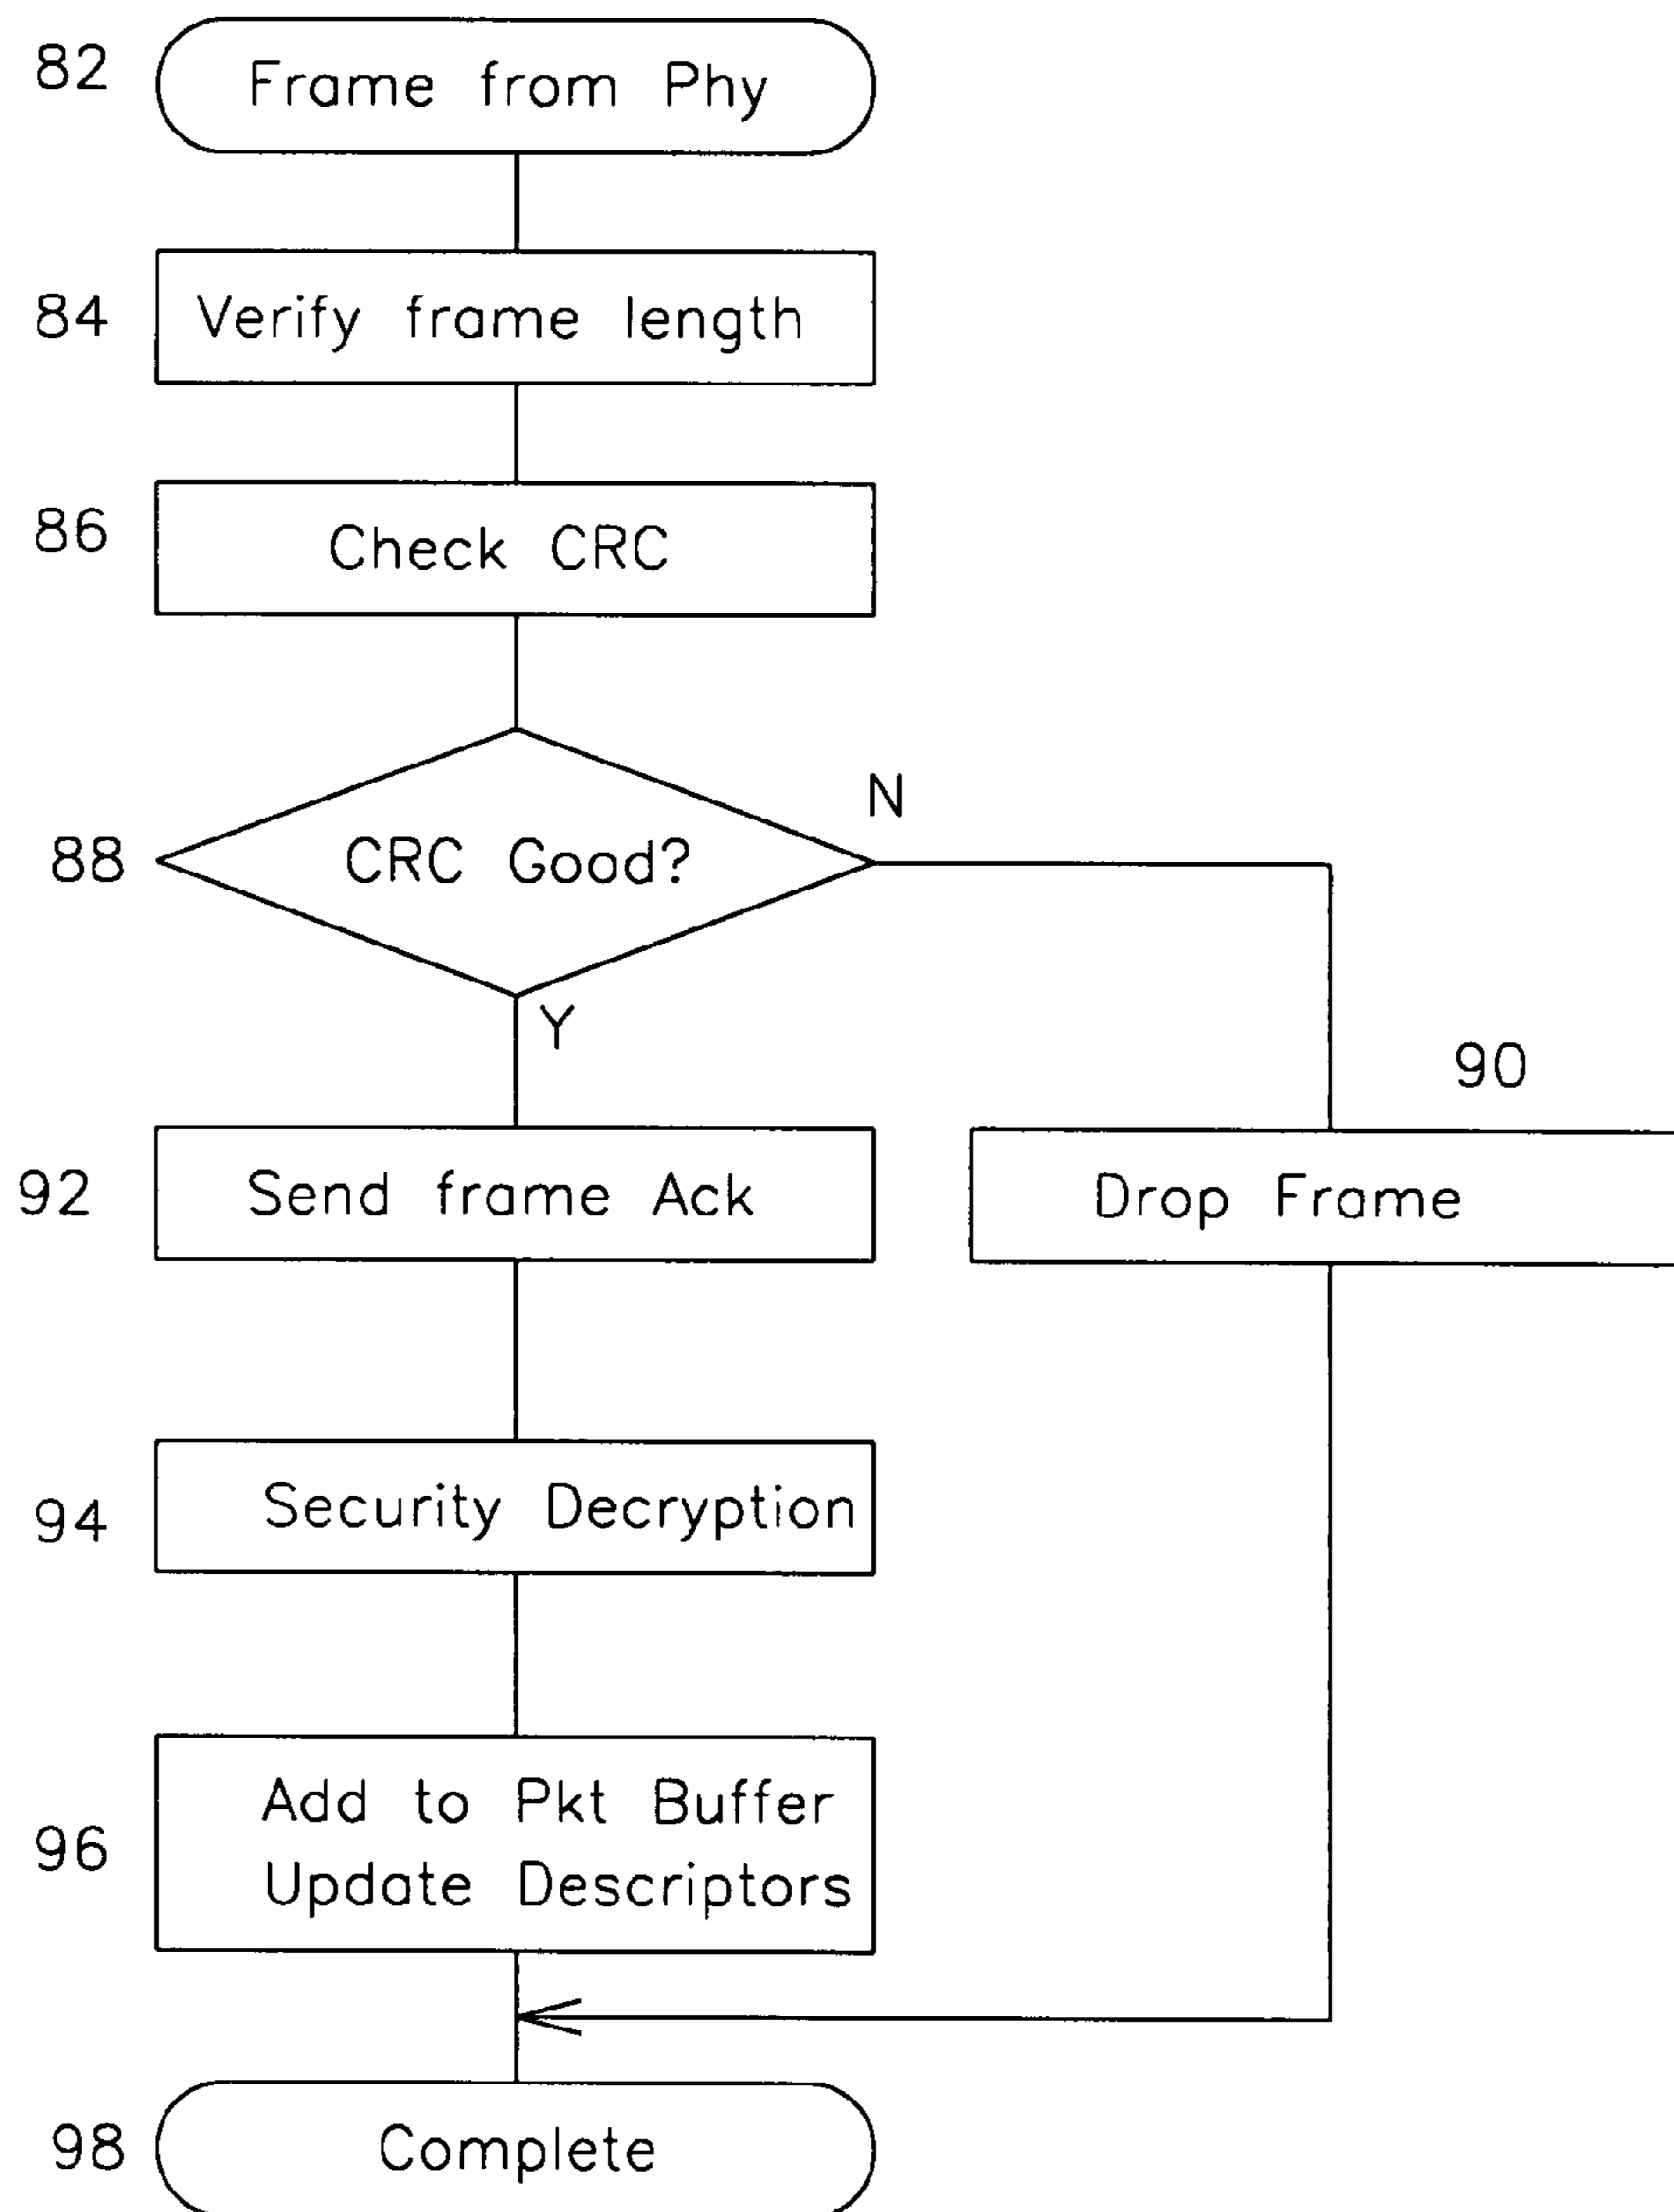 82
Frame from Phy
84
Verify frame length
86
Check CRC
88
CRC Good?
N
Y
90
92
Send frame Ack
Drop Frame
94
Security Decryption
96
Add to Pkt Buffer
Update Descriptors
98
Complete